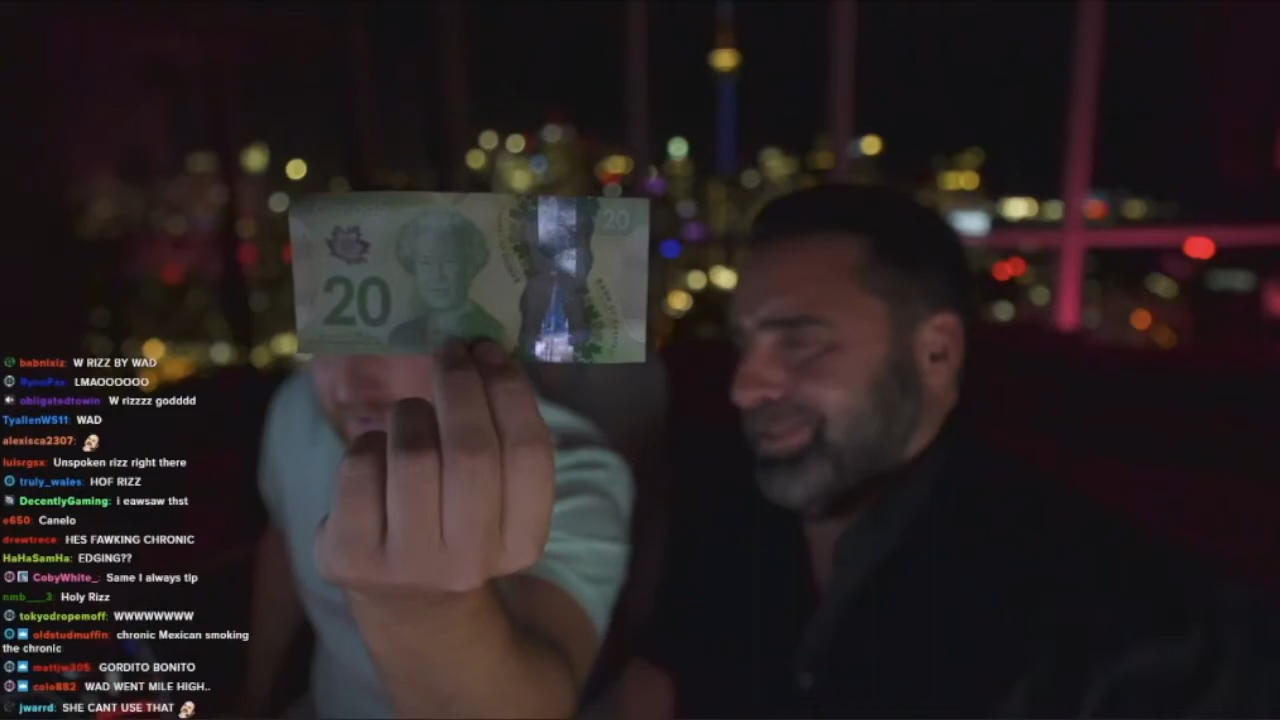 20
20
babnixiz: W RIZZ BY WAD
LMAOOOOOO
obligatedtowin: W rizzzz godddd
TyallenWS11: WAD
alexisca2307:
luisrgsx: Unspoken rizz right there
truly_wales: HOF RIZZ
DecentlyGaming: i eawsaw thst
e650: Canelo
drewtrece: HES FAWKING CHRONIC
HaHaSamHa: EDGING??
CobyWhite_: Same I always tip
nmb___3: Holy Rizz
tokyodropemoff: WWWWWWWW
oldstudmuffin: chronic Mexican smoking
the chronic
mattjw305: GORDITO BONITO
colo882: WAD WENT MILE HIGH..
jwarrd: SHE CANT USE THAT